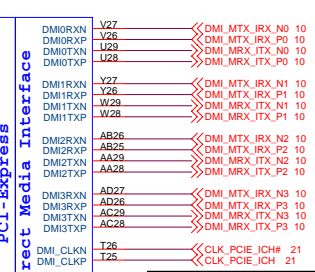 DMI0RXN V27 DMI_MTX_IRX_N0 10
DMI0RXP V26 DMI_MTX_IRX_P0 10
DMI0TXN U29 DMI_MRX_ITX_N0 10
DMI0TXP U28 DMI_MRX_ITX_P0 10
DMI1RXN Y27 DMI_MTX_IRX_N1 10
DMI1RXP Y26 DMI_MTX_IRX_P1 10
DMI1TXN W29 DMI_MRX_ITX_N1 10
DMI1TXP W28 DMI_MRX_ITX_P1 10
DMI2RXN AB26 DMI_MTX_IRX_N2 10
DMI2RXP AB25 DMI_MTX_IRX_P2 10
DMI2TXN AA29 DMI_MRX_ITX_N2 10
DMI2TXP AA28 DMI_MRX_ITX_P2 10
DMI3RXN AD27 DMI_MTX_IRX_N3 10
DMI3RXP AD26 DMI_MTX_IRX_P3 10
DMI3TXN AC29 DMI_MRX_ITX_N3 10
DMI3TXP AC28 DMI_MRX_ITX_P3 10
DMI_CLKN T26 CLK_PCIE_ICH# 21
DMI_CLKP T25 CLK_PCIE_ICH 21
PCI-Express
rect Media Interface